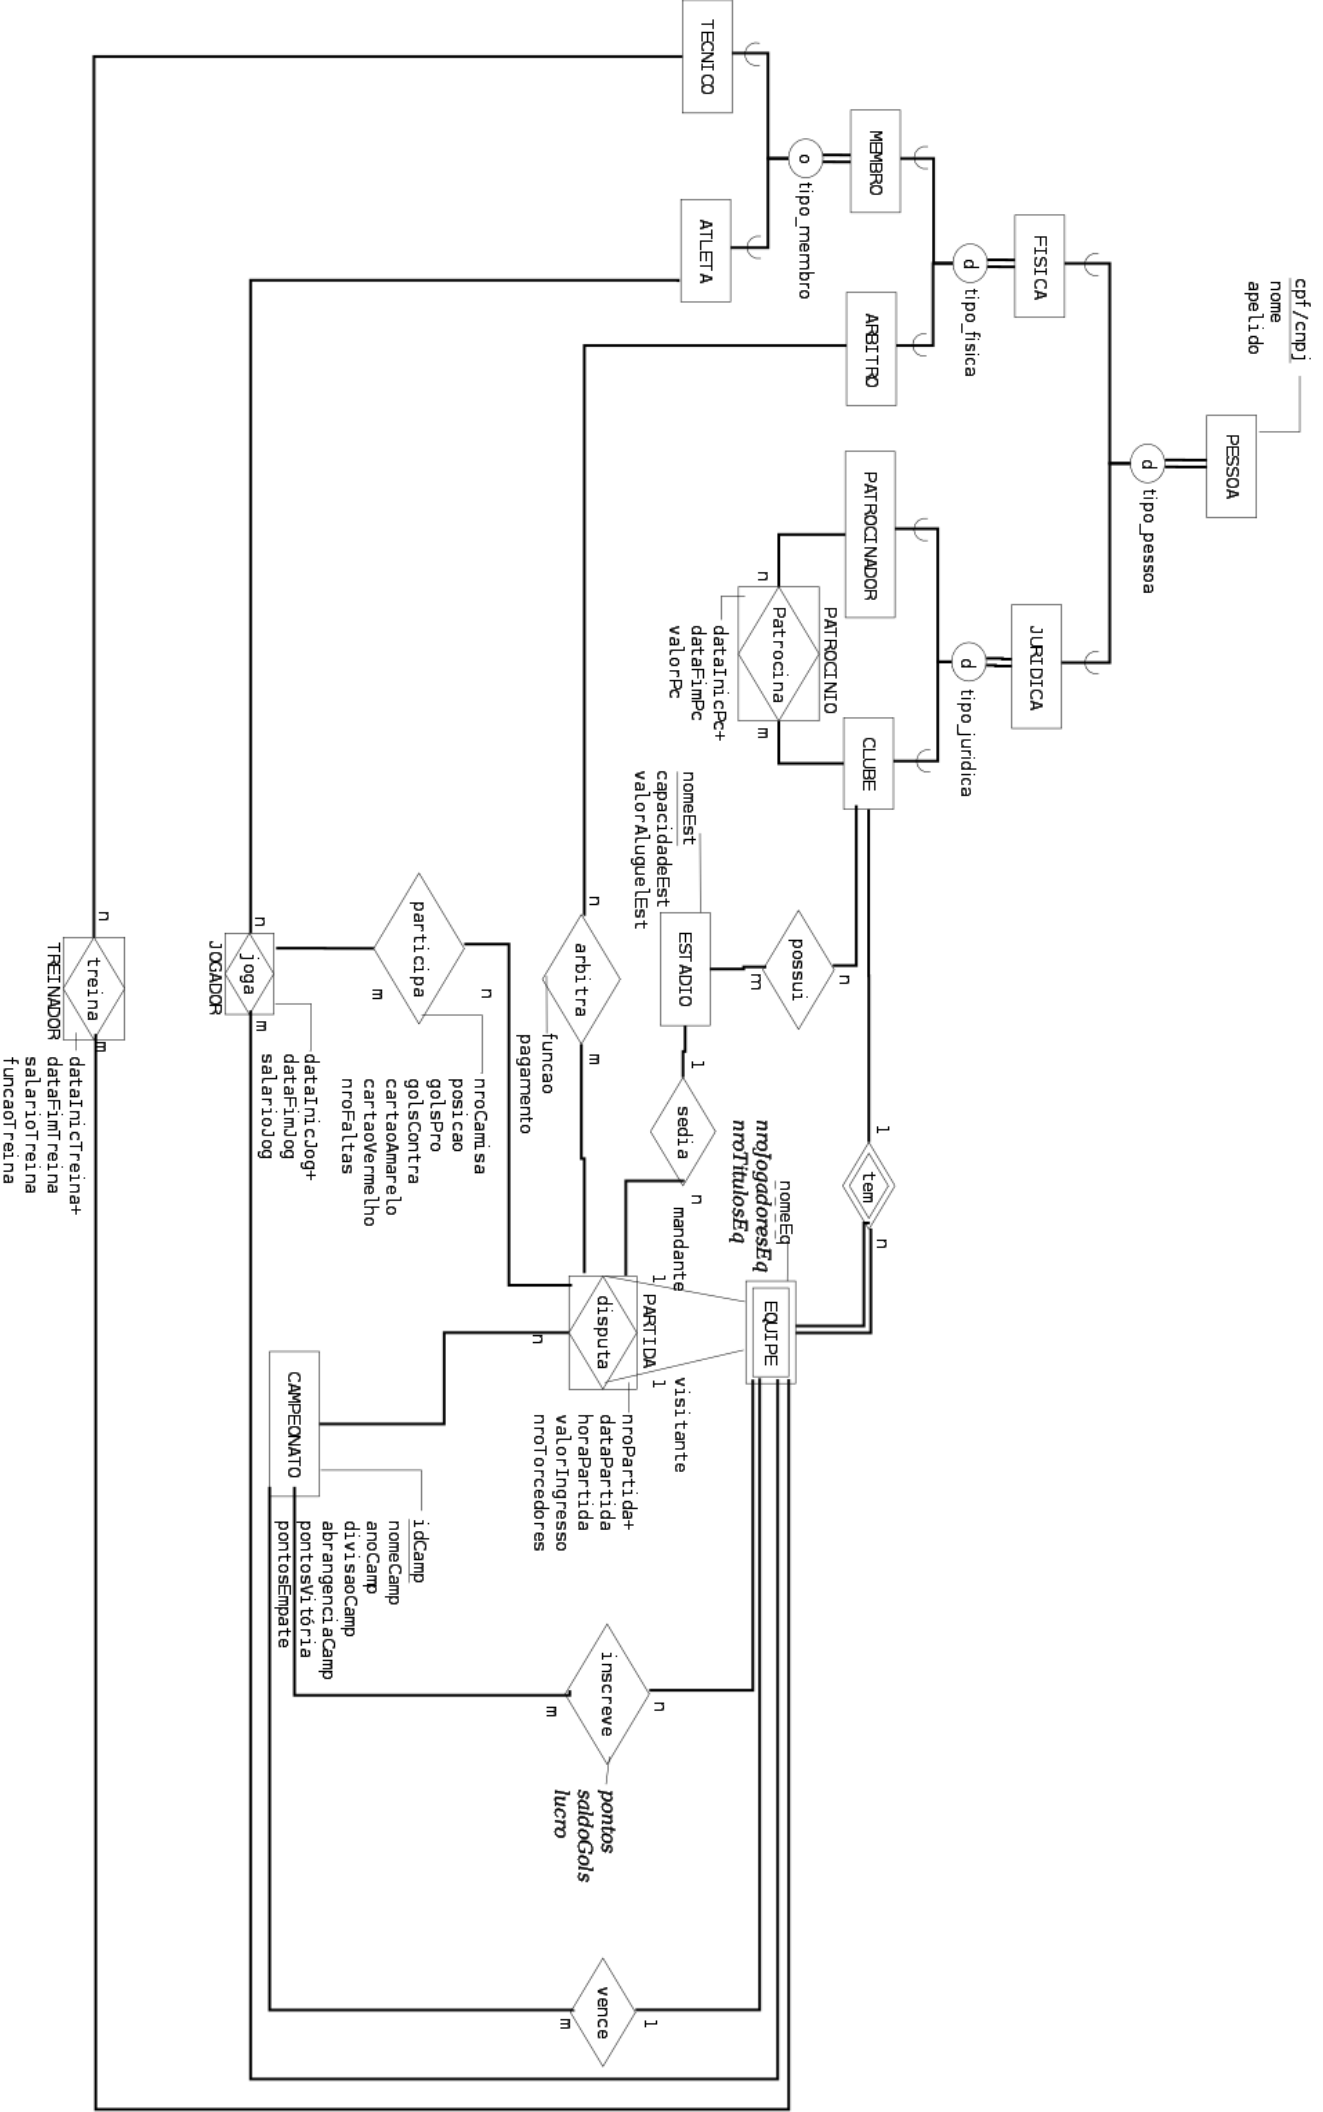 cpf/cnpj
nome
apelido
PESSOA
d
tipo_pessoa
FISICA
JURIDICA
d
tipo_fisica
d
tipo_juridica
MEMBRO
ARBITRO
PATROCINADOR
CLUBE
o
tipo_membro
TECNICO
ATLETA
n
Patrocina
m
PATROCINIO
dataInicPc+
dataFimPc
valorPc
nomeEst
capacidadeEst
valorAluguelEst
ESTADIO
n
possui
m
1
tem
n
1
sedia
n
nomeEq
nroJogadoresEq
nroTitulosEq
EQUIPE
mandante
1
visitante
1
PARTIDA
disputa
n
nroPartida+
dataPartida
horaPartida
valorIngresso
nroTorcedores
n
arbitra
m
funcao
pagamento
n
participa
m
nroCamisa
posicao
golsPro
golsContra
cartaoAmarelo
cartaoVermelho
nroFaltas
n
joga
m
JOGADOR
dataInicJog+
dataFimJog
salarioJog
n
treina
m
TREINADOR
dataInicTreina+
dataFimTreina
salarioTreina
funcaoTreina
CAMPEONATO
idCamp
nomeCamp
anoCamp
divisaoCamp
abrangenciaCamp
pontosVitória
pontosEmpate
n
inscreve
m
pontos
saldoGols
lucro
1
vence
m